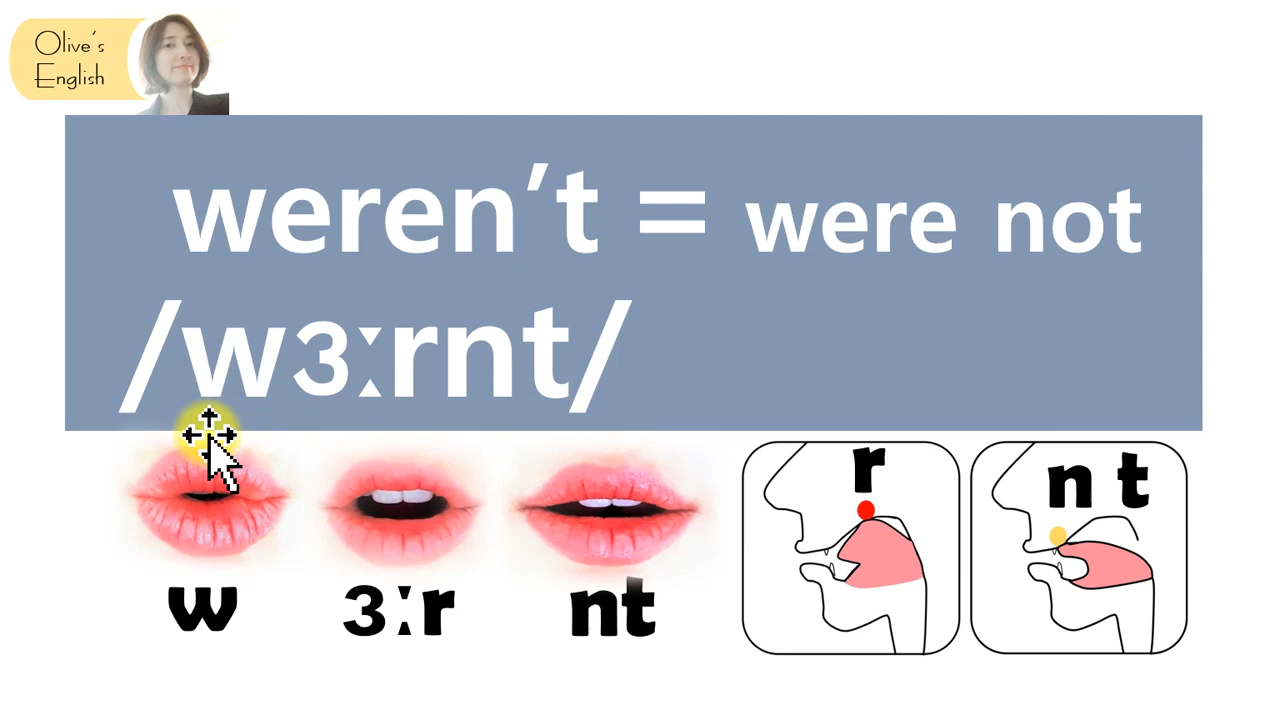 Olive's
English
weren't = were not
/wɜːrnt/
w
ɜːr
nt
r
n t